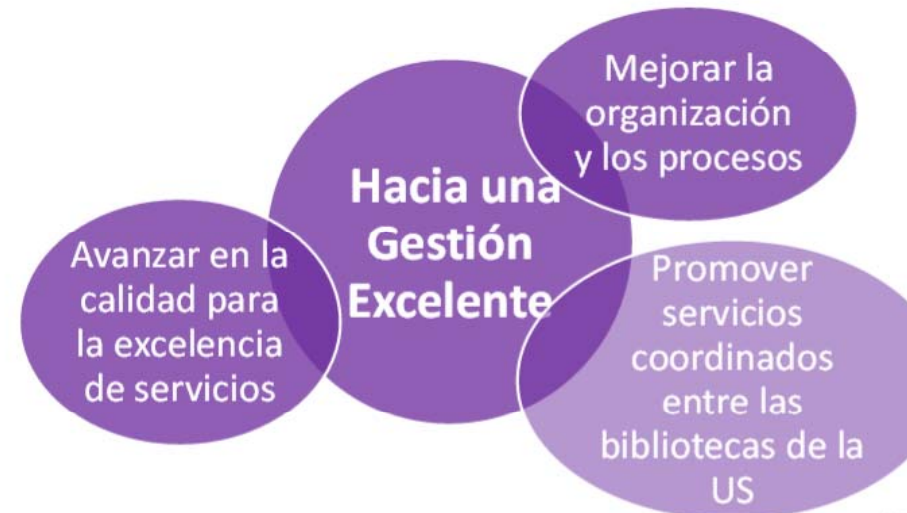 Hacia una
Gestión
Excelente
Mejorar la
organización
y los procesos
Avanzar en la
calidad para
la excelencia
de servicios
Promover
servicios
coordinados
entre las
bibliotecas de la
US